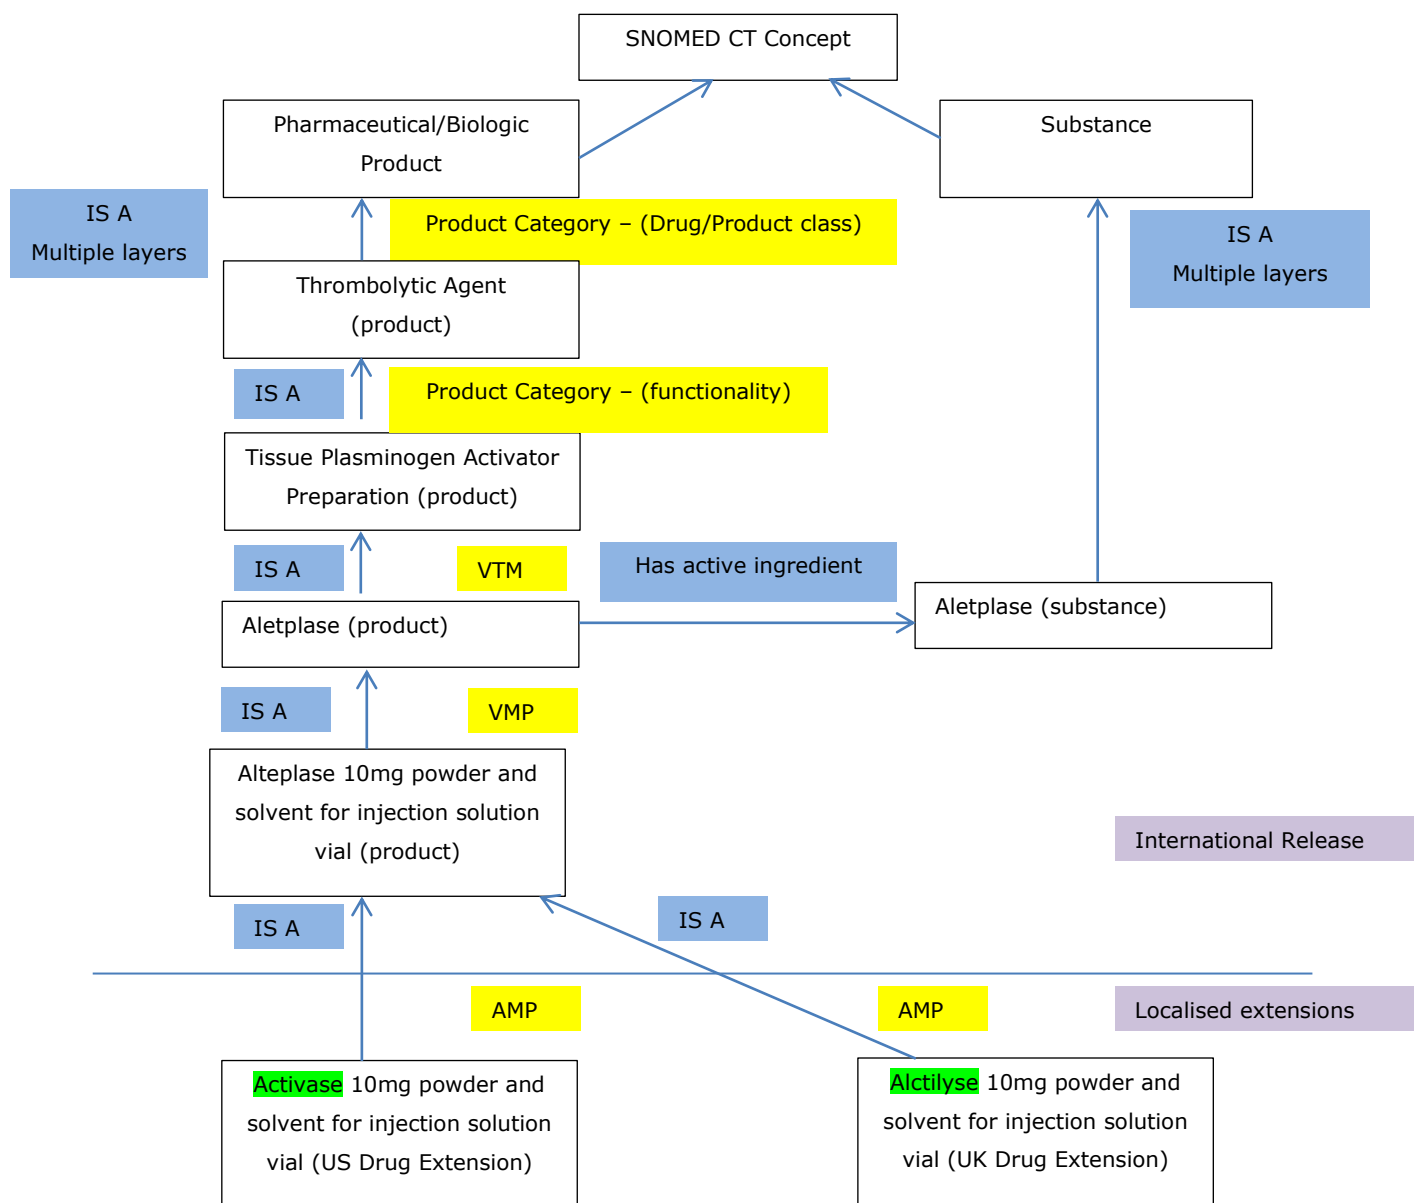 SNOMED CT Concept
Pharmaceutical/Biologic
Product
Substance
IS A
Multiple layers
Product Category – (Drug/Product class)
IS A
Multiple layers
Thrombolytic Agent
(product)
IS A
Product Category – (functionality)
Tissue Plasminogen Activator
Preparation (product)
IS A
VTM
Has active ingredient
Aletplase (product)
Aletplase (substance)
IS A
VMP
Alteplase 10mg powder and
solvent for injection solution
vial (product)
International Release
IS A
IS A
AMP
AMP
Localised extensions
Activase 10mg powder and
solvent for injection solution
vial (US Drug Extension)
Alctilyse 10mg powder and
solvent for injection solution
vial (UK Drug Extension)